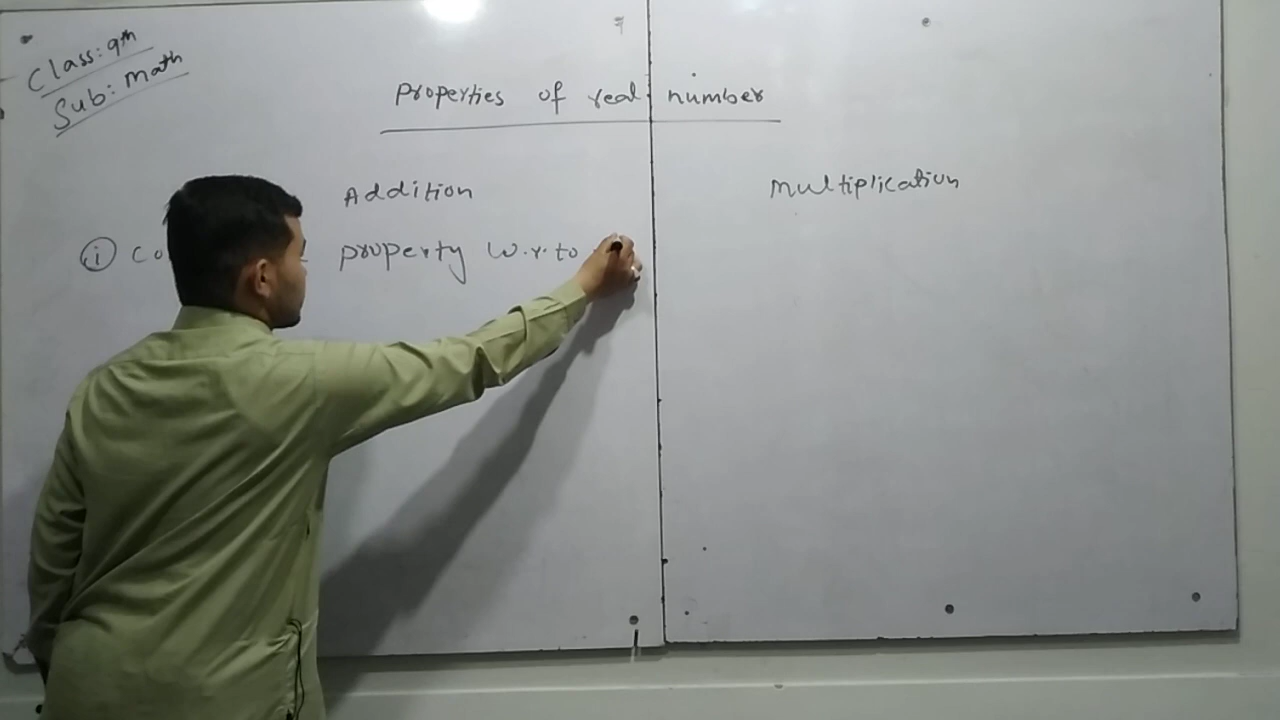 Class: 9th
Sub: Math
Properties of real number
Addition
Multiplication
(i) Co property w.r.to